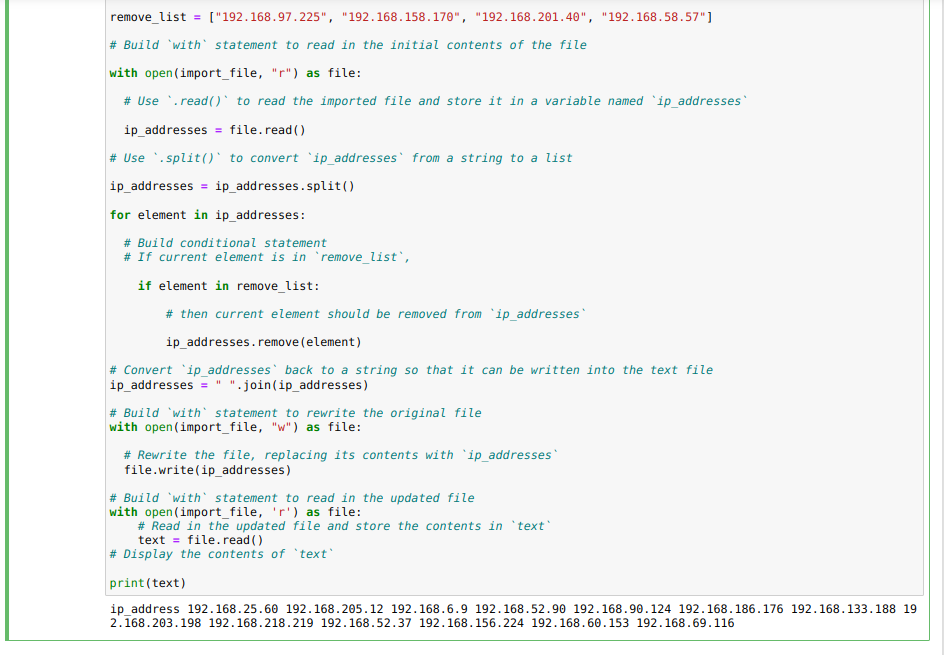 remove_list = ["192.168.97.225", "192.168.158.170", "192.168.201.40", "192.168.58.57"]
# Build `with` statement to read in the initial contents of the file
with open(import_file, "r") as file:
# Use `.read()` to read the imported file and store it in a variable named `ip_addresses`
ip_addresses = file.read()
# Use `.split()` to convert `ip_addresses` from a string to a list
ip_addresses = ip_addresses.split()
for element in ip_addresses:
# Build conditional statement
# If current element is in `remove_list`,
if element in remove_list:
# then current element should be removed from `ip_addresses`
ip_addresses.remove(element)
# Convert `ip_addresses` back to a string so that it can be written into the text file
ip_addresses = " ".join(ip_addresses)
# Build `with` statement to rewrite the original file
with open(import_file, "w") as file:
# Rewrite the file, replacing its contents with `ip_addresses`
file.write(ip_addresses)
# Build `with` statement to read in the updated file
with open(import_file, 'r') as file:
# Read in the updated file and store the contents in `text`
text = file.read()
# Display the contents of `text`
print(text)
ip_address 192.168.25.60 192.168.205.12 192.168.6.9 192.168.52.90 192.168.90.124 192.168.186.176 192.168.133.188 19
2.168.203.198 192.168.218.219 192.168.52.37 192.168.156.224 192.168.60.153 192.168.69.116